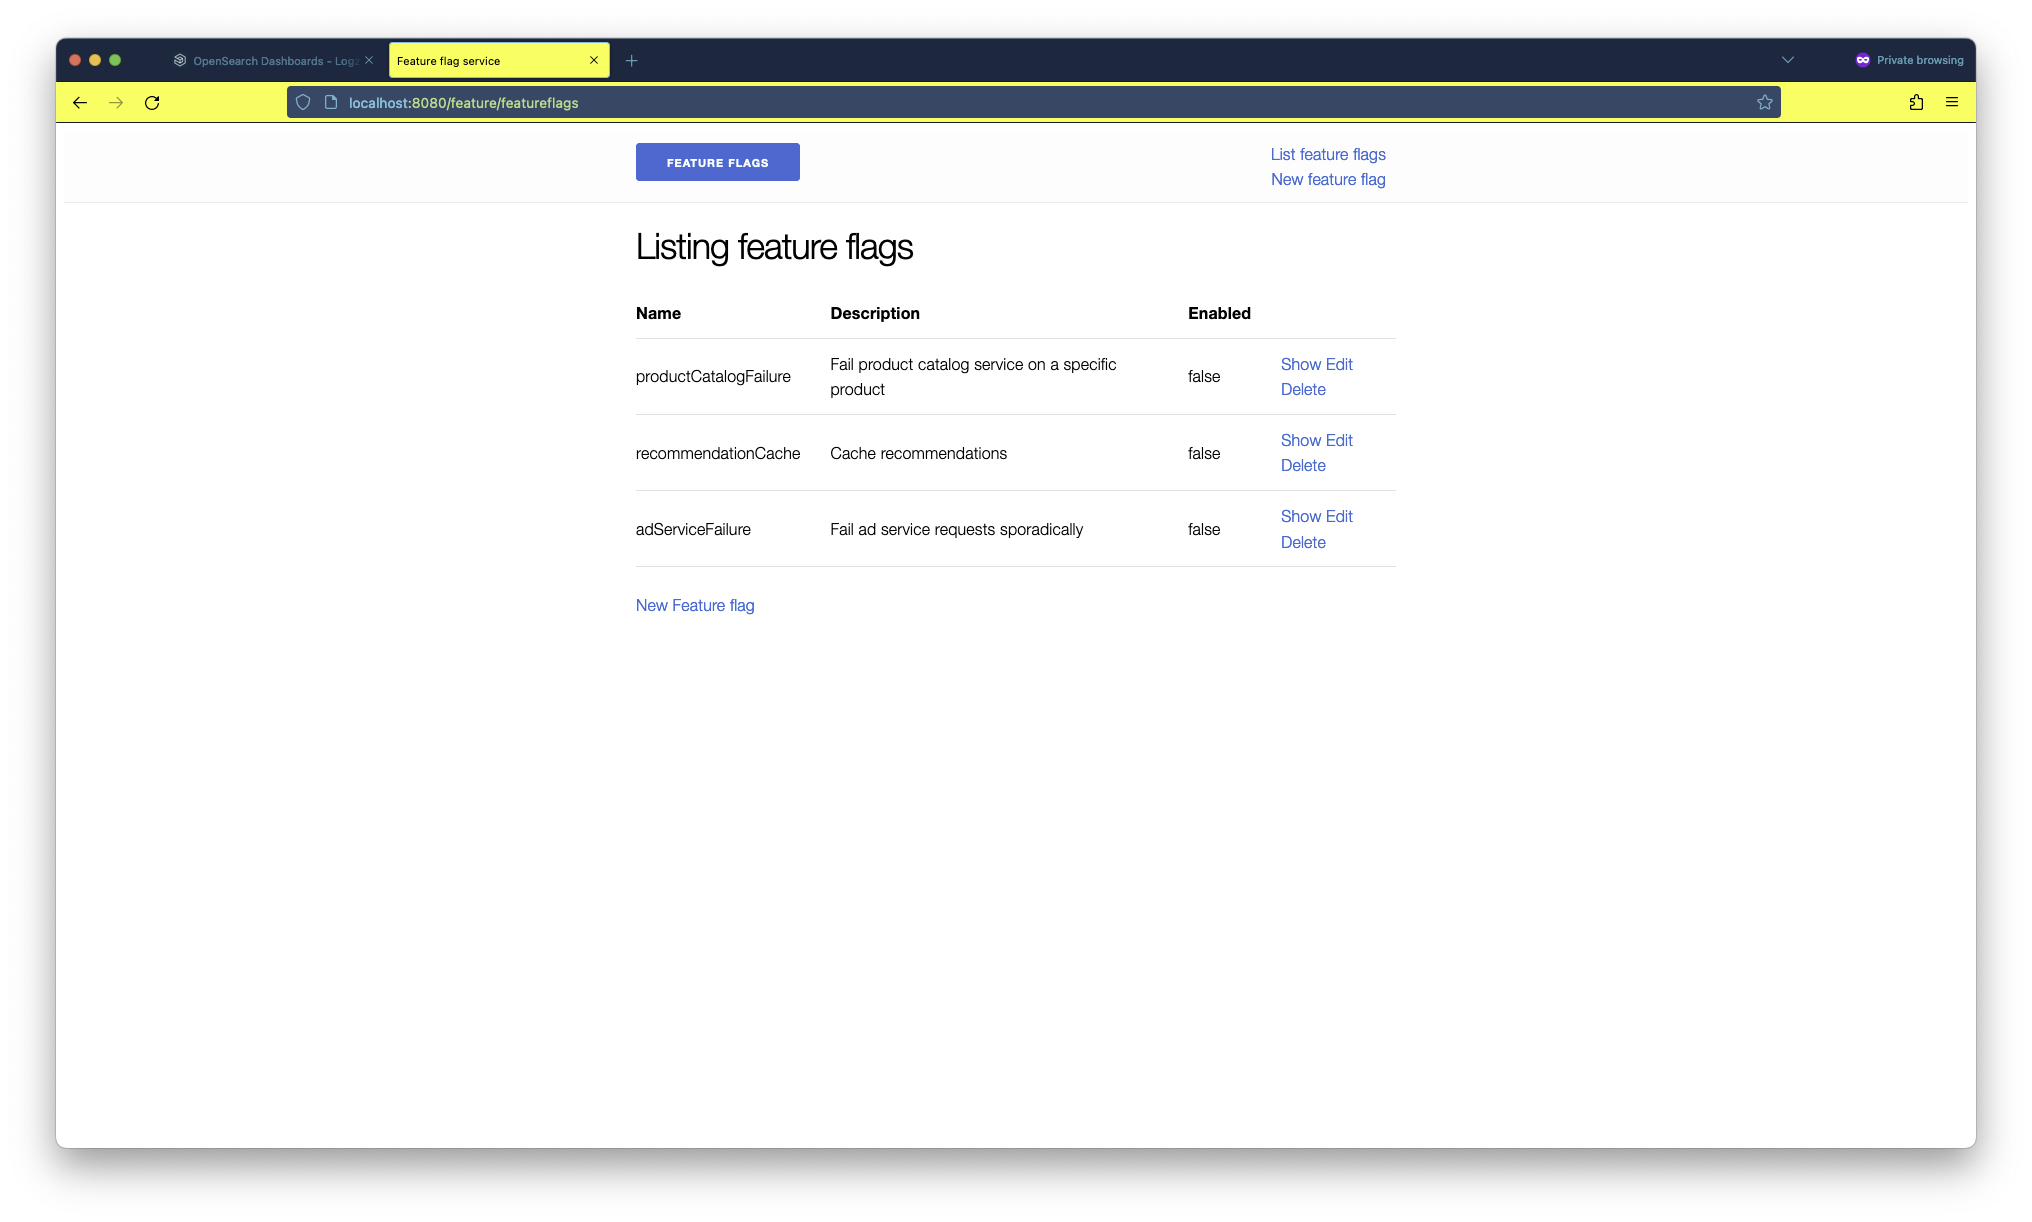 OpenSearch Dashboards - Logz
Feature flag service
Private browsing
localhost:8080/feature/featureflags
FEATURE FLAGS
List feature flags
New feature flag
Listing feature flags
Name Description Enabled
productCatalogFailure Fail product catalog service on a specific product false Show Edit Delete
recommendationCache Cache recommendations false Show Edit Delete
adServiceFailure Fail ad service requests sporadically false Show Edit Delete
New Feature flag